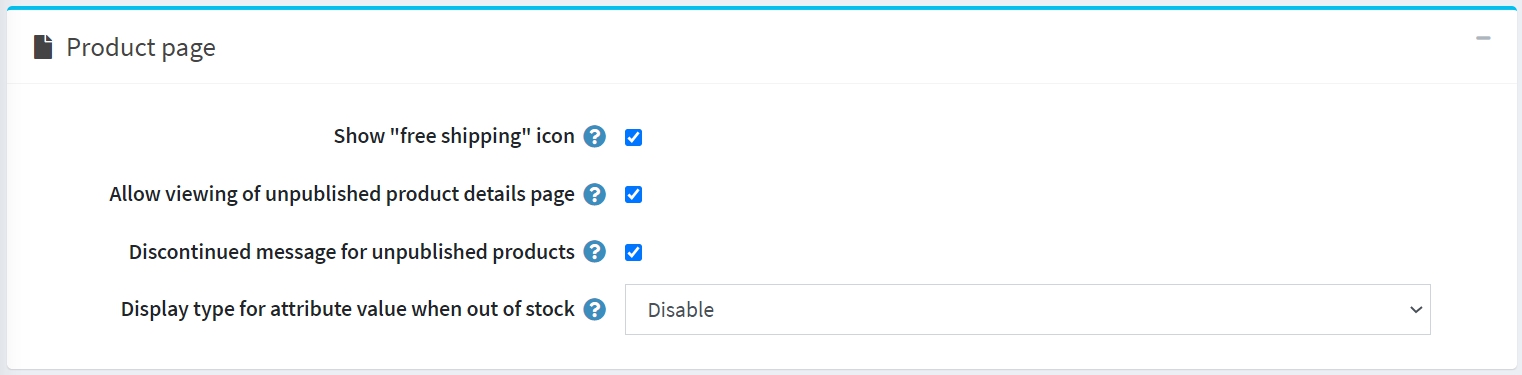 Product page
Show "free shipping" icon ?
Allow viewing of unpublished product details page ?
Discontinued message for unpublished products ?
Display type for attribute value when out of stock ? Disable